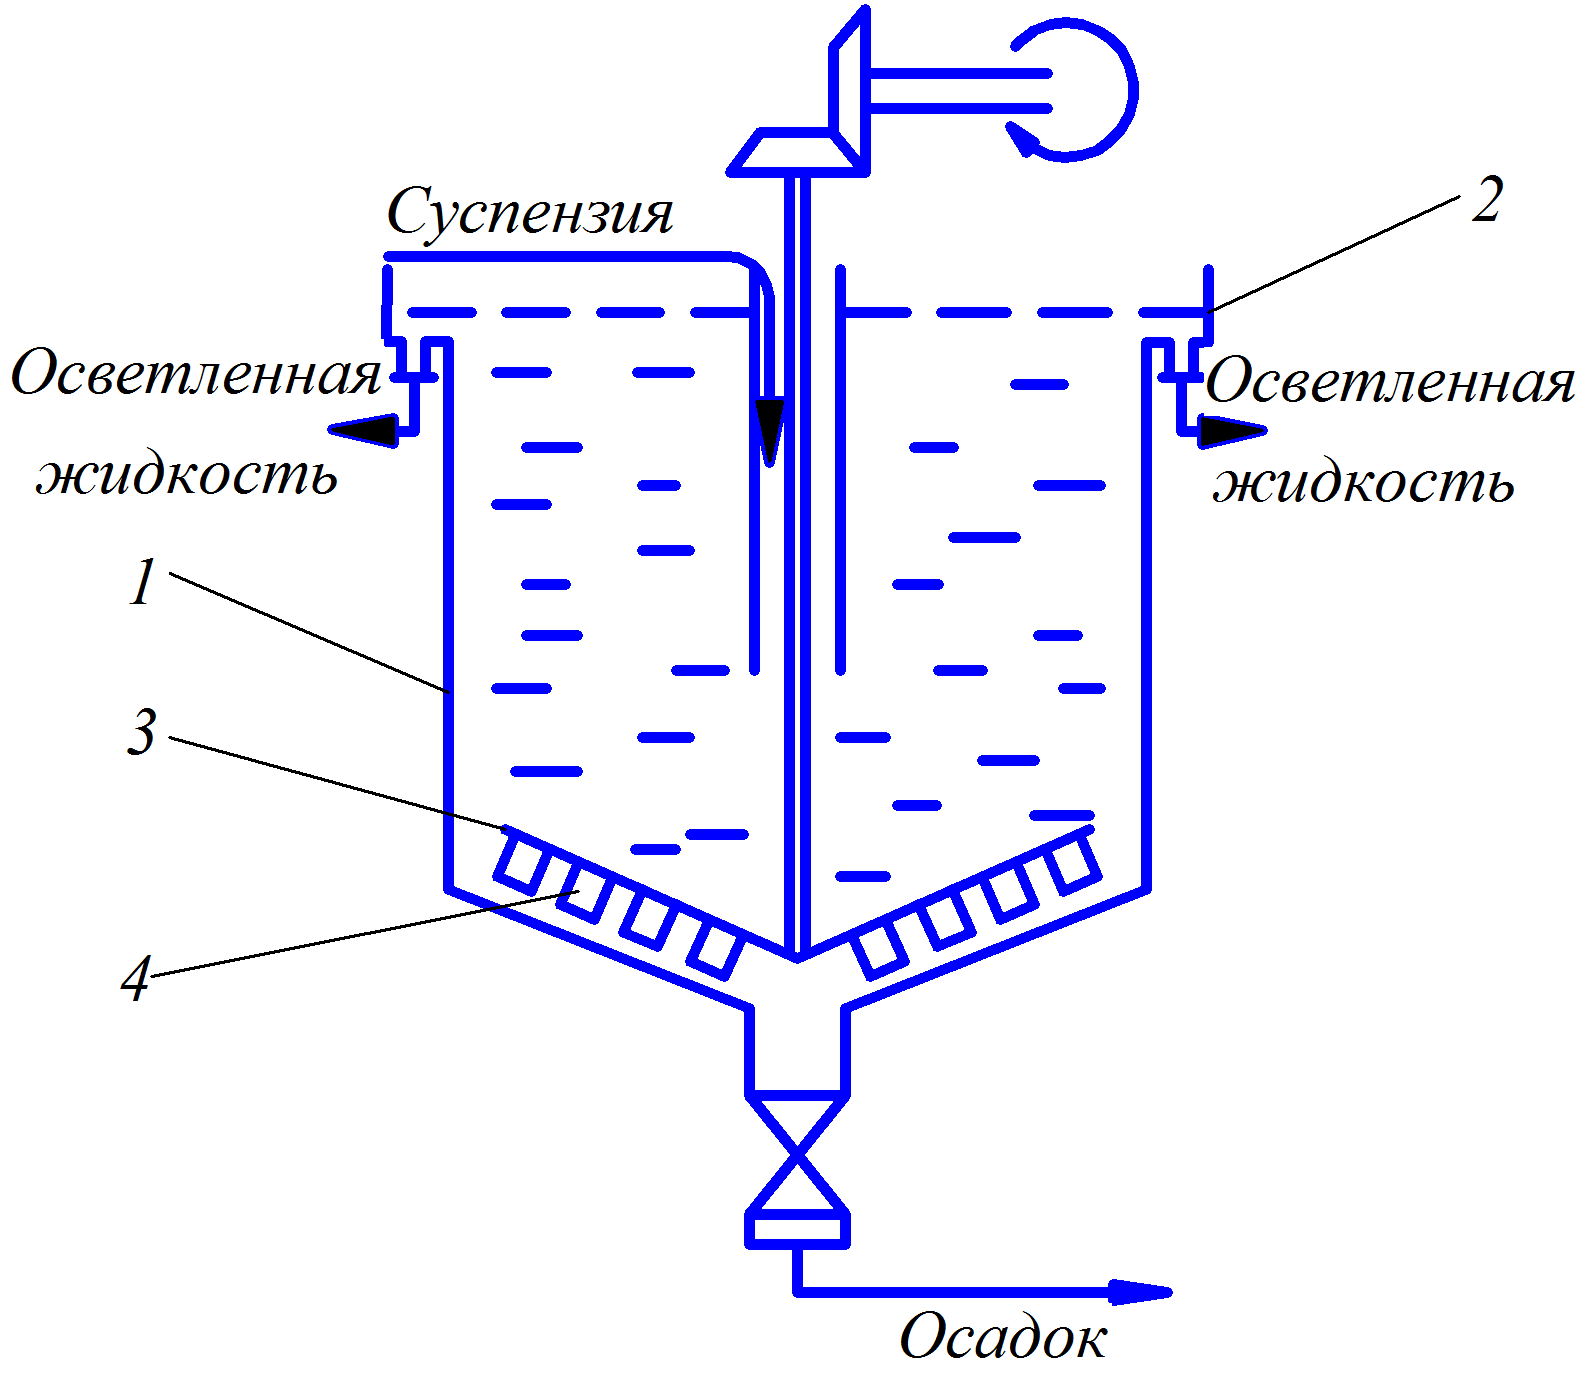 Суспензия
2
Осветленная
жидкость
Осветленная
жидкость
1
3
4
Осадок